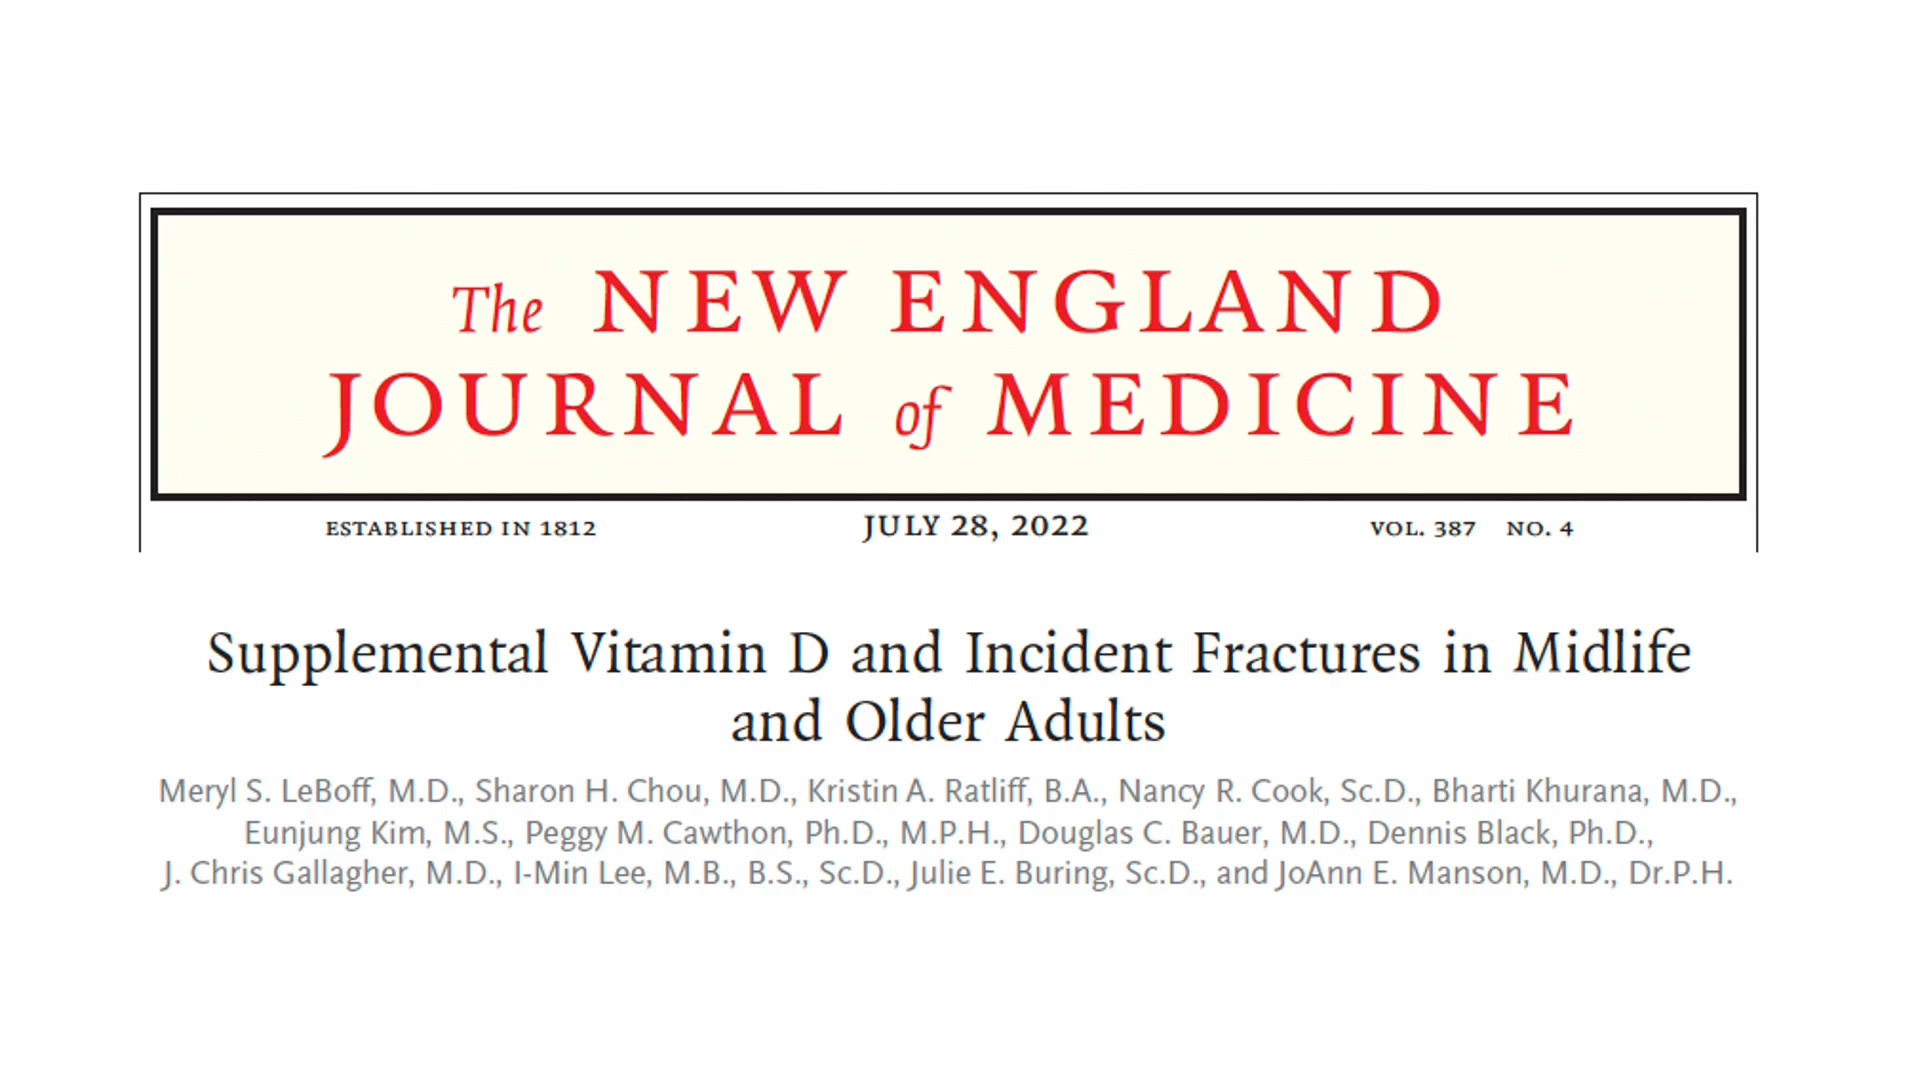 The NEW ENGLAND
JOURNAL of MEDICINE
ESTABLISHED IN 1812 JULY 28, 2022 VOL. 387 NO. 4
Supplemental Vitamin D and Incident Fractures in Midlife
and Older Adults
Meryl S. LeBoff, M.D., Sharon H. Chou, M.D., Kristin A. Ratliff, B.A., Nancy R. Cook, Sc.D., Bharti Khurana, M.D.,
Eunjung Kim, M.S., Peggy M. Cawthon, Ph.D., M.P.H., Douglas C. Bauer, M.D., Dennis Black, Ph.D.,
J. Chris Gallagher, M.D., I-Min Lee, M.B., B.S., Sc.D., Julie E. Buring, Sc.D., and JoAnn E. Manson, M.D., Dr.P.H.